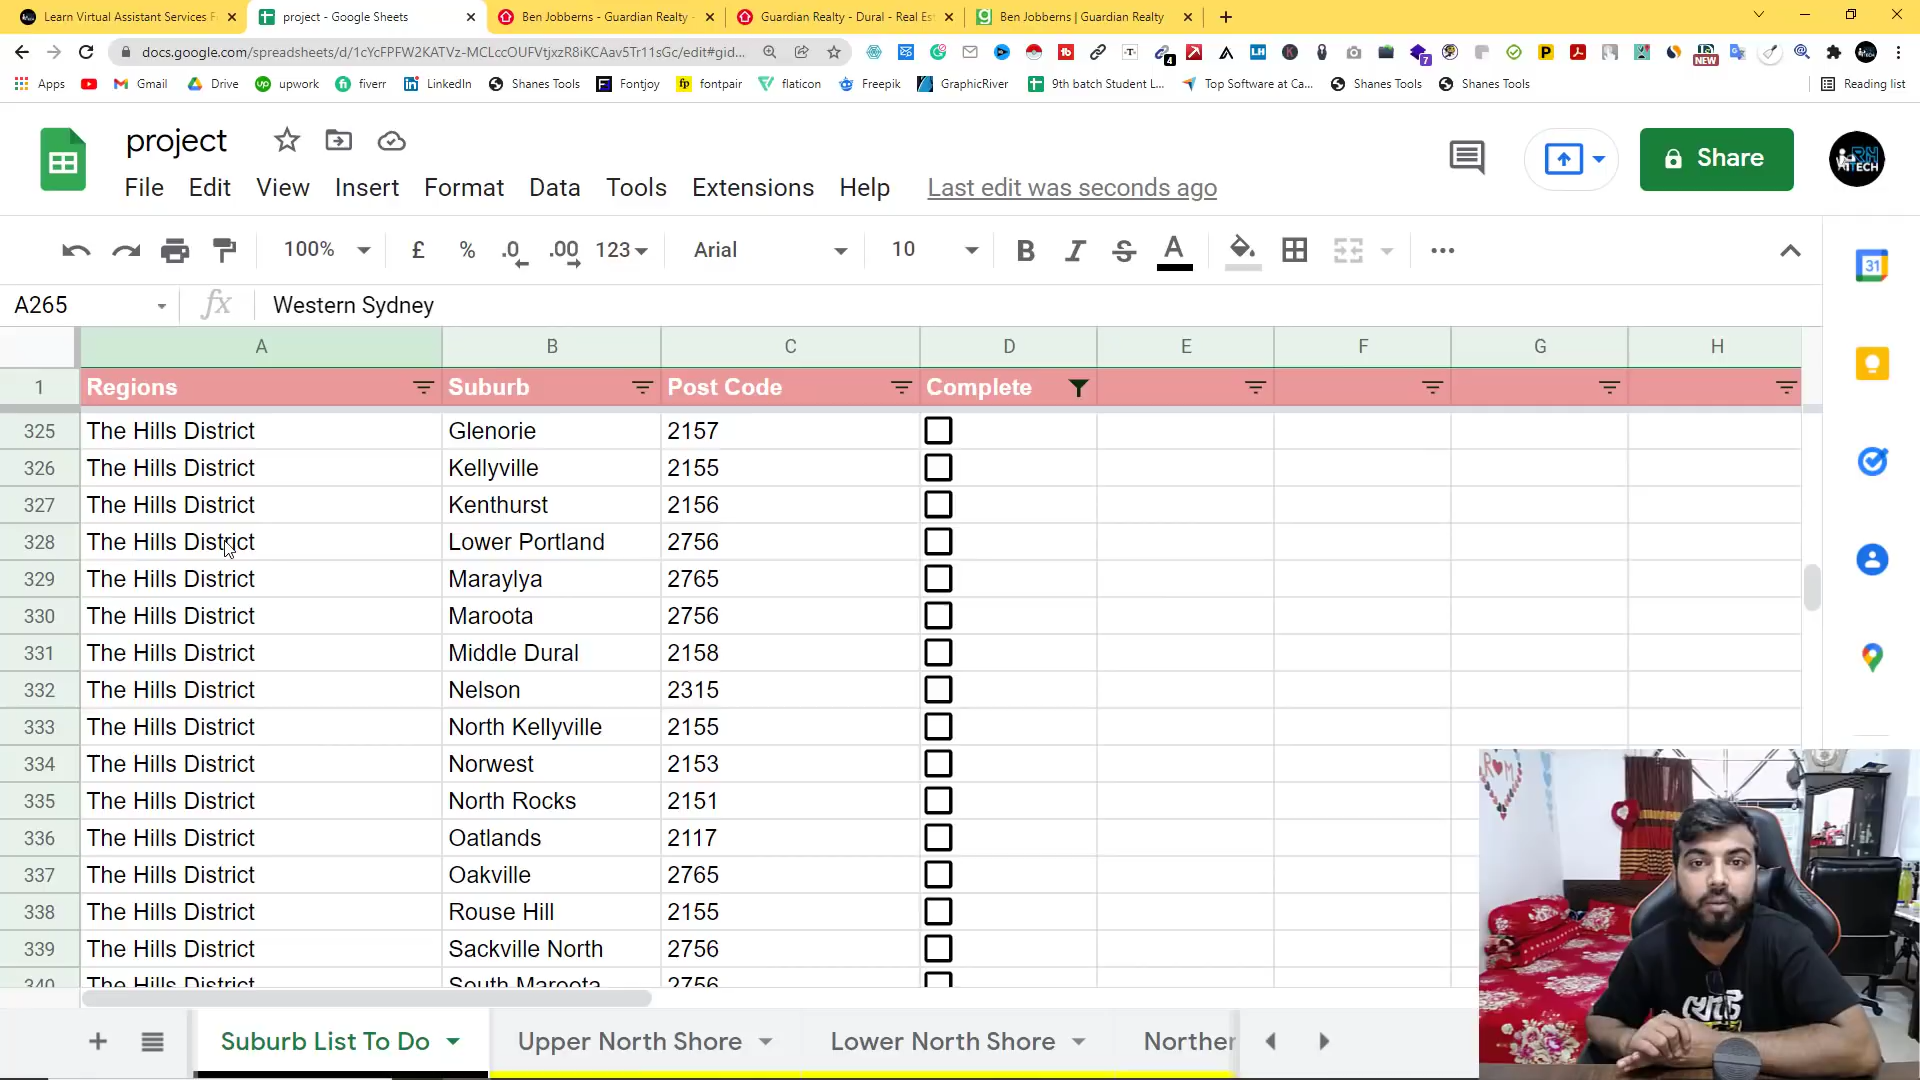 Learn Virtual Assistant Services F
project - Google Sheets
Ben Jobberns - Guardian Realty -
Guardian Realty - Dural - Real Es
Ben Jobberns | Guardian Realty
docs.google.com/spreadsheets/d/1cYcFPFW2KATVz-MCLccOUFVtjxzR8iKCAav5Tr11sGc/edit#gid...
Apps
Gmail
Drive
upwork
fiverr
LinkedIn
Shanes Tools
Fontjoy
fontpair
flaticon
Freepik
GraphicRiver
9th batch Student L...
Top Software at Ca...
Shanes Tools
Shanes Tools
Reading list
project
Share
File Edit View Insert Format Data Tools Extensions Help Last edit was seconds ago
100% £ % .0 .00 123 Arial 10 B I S A
31
A265 fx Western Sydney
A B C D E F G H
1 Regions Suburb Post Code Complete
325 The Hills District Glenorie 2157
326 The Hills District Kellyville 2155
327 The Hills District Kenthurst 2156
328 The Hills District Lower Portland 2756
329 The Hills District Maraylya 2765
330 The Hills District Maroota 2756
331 The Hills District Middle Dural 2158
332 The Hills District Nelson 2315
333 The Hills District North Kellyville 2155
334 The Hills District Norwest 2153
335 The Hills District North Rocks 2151
336 The Hills District Oatlands 2117
337 The Hills District Oakville 2765
338 The Hills District Rouse Hill 2155
339 The Hills District Sackville North 2756
340 The Hills District South Maroota 2756
Suburb List To Do
Upper North Shore
Lower North Shore
Norther